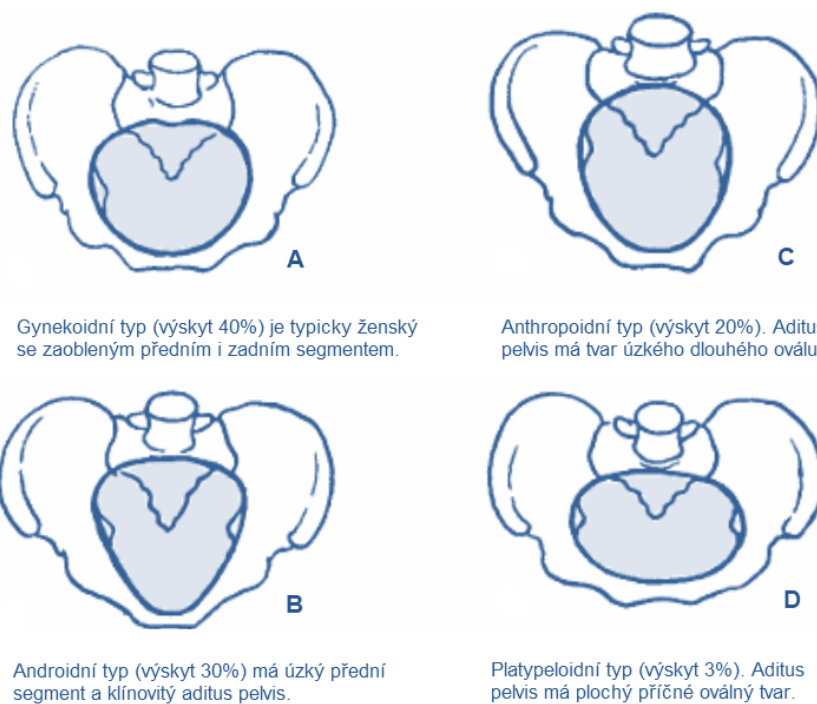 A
Gynekoidní typ (výskyt 40%) je typicky ženský
se zaobleným předním i zadním segmentem.
C
Anthropoidní typ (výskyt 20%). Aditus
pelvis má tvar úzkého dlouhého oválu
B
Androidní typ (výskyt 30%) má úzký přední
segment a klínovitý aditus pelvis.
D
Platypeloidní typ (výskyt 3%). Aditus
pelvis má plochý příčné oválný tvar.